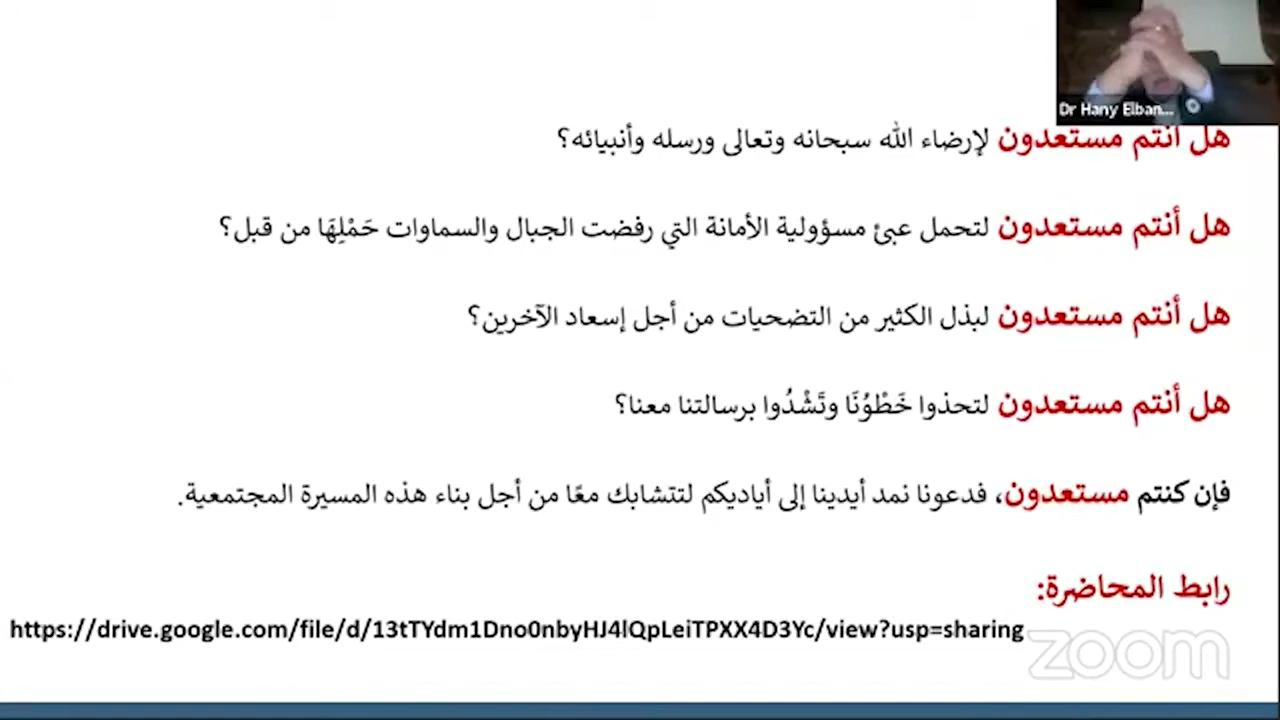 Dr Hany Elban...
هل أنتم مستعدون لإرضاء الله سبحانه وتعالى ورسله وأنبيائه؟
هل أنتم مستعدون لتحمل عبئ مسؤولية الأمانة التي رفضت الجبال والسماوات حَمْلِهَا من قبل؟
هل أنتم مستعدون لبذل الكثير من التضحيات من أجل إسعاد الآخرين؟
هل أنتم مستعدون لتحذوا خَطْوُنَا وتَشْدُوا برسالتنا معنا؟
فإن كنتم مستعدون، فدعونا نمد أيدينا إلى أياديكم لتتشابك معًا من أجل بناء هذه المسيرة المجتمعية.
رابط المحاضرة:
https://drive.google.com/file/d/13tTYdm1Dno0nbyHJ4lQpLeiTPXX4D3Yc/view?usp=sharing
zoom